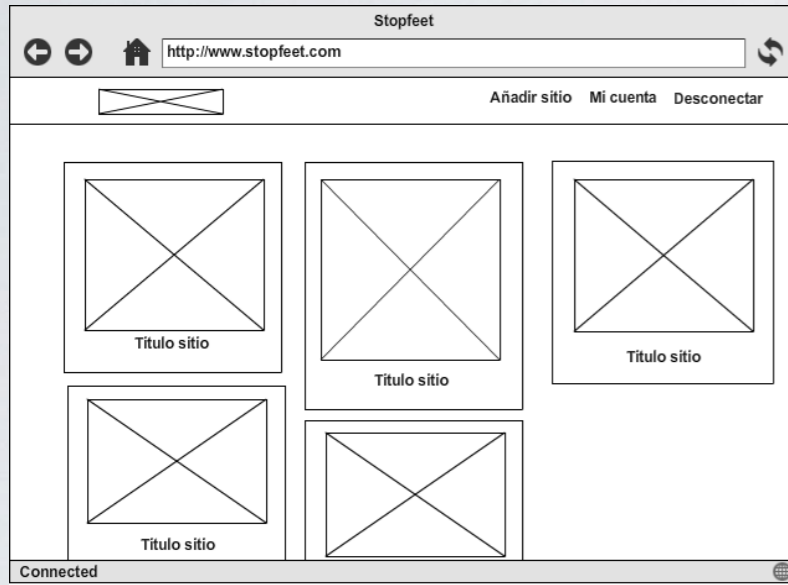 Stopfeet
http://www.stopfeet.com
Añadir sitio Mi cuenta Desconectar
Titulo sitio
Titulo sitio
Titulo sitio
Titulo sitio
Connected